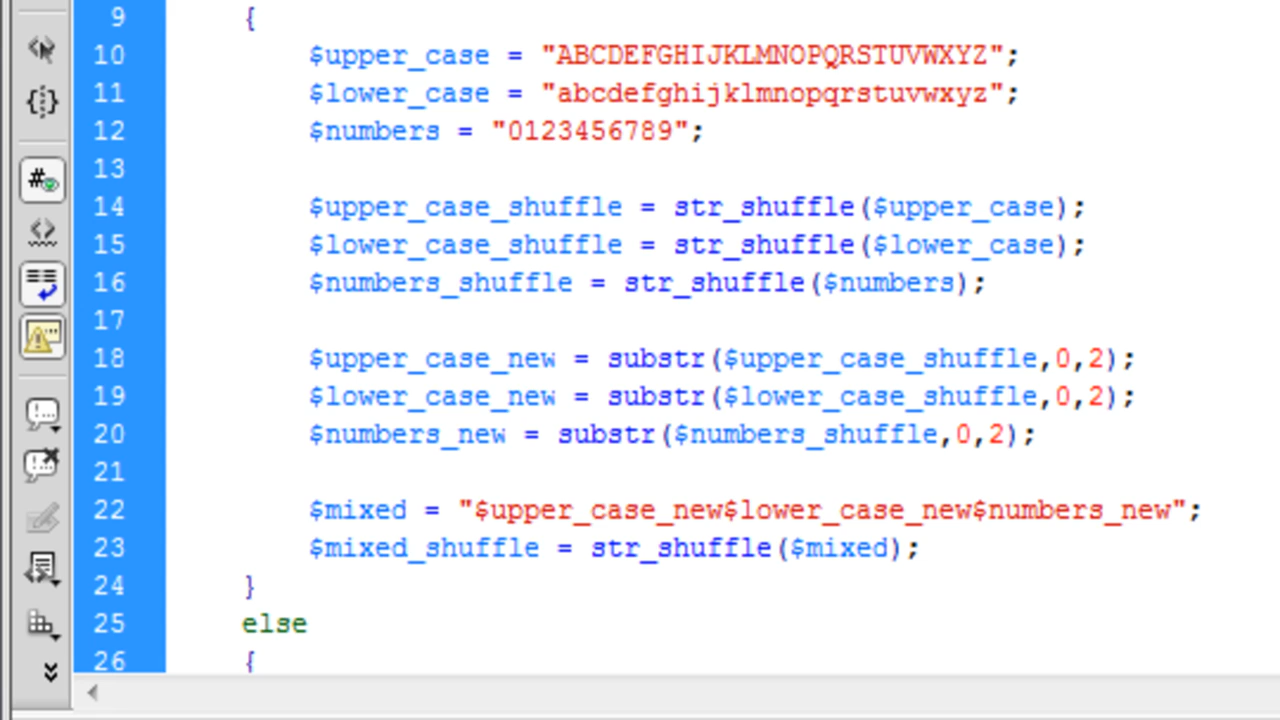 9 {
10 $upper_case = "ABCDEFGHIJKLMNOPQRSTUVWXYZ";
11 $lower_case = "abcdefghijklmnopqrstuvwxyz";
12 $numbers = "0123456789";
13
14 $upper_case_shuffle = str_shuffle($upper_case);
15 $lower_case_shuffle = str_shuffle($lower_case);
16 $numbers_shuffle = str_shuffle($numbers);
17
18 $upper_case_new = substr($upper_case_shuffle,0,2);
19 $lower_case_new = substr($lower_case_shuffle,0,2);
20 $numbers_new = substr($numbers_shuffle,0,2);
21
22 $mixed = "$upper_case_new$lower_case_new$numbers_new";
23 $mixed_shuffle = str_shuffle($mixed);
24 }
25 else
26 {